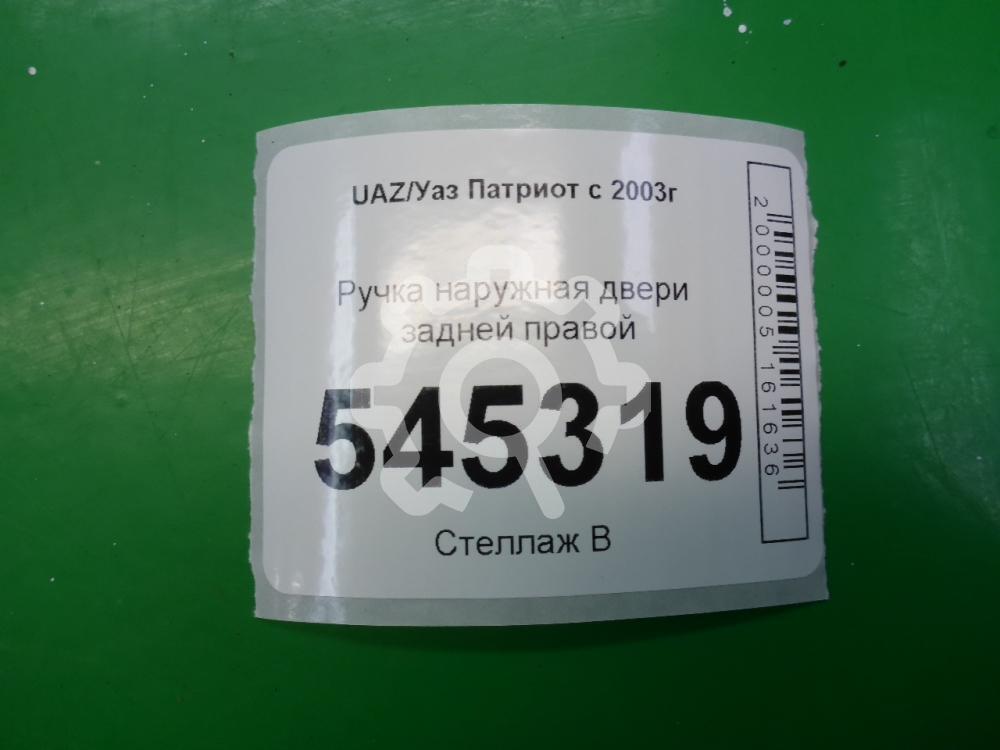 UAZ/Уаз Патриот с 2003г
Ручка наружная двери
задней правой
545319
Стеллаж В
2000005161636